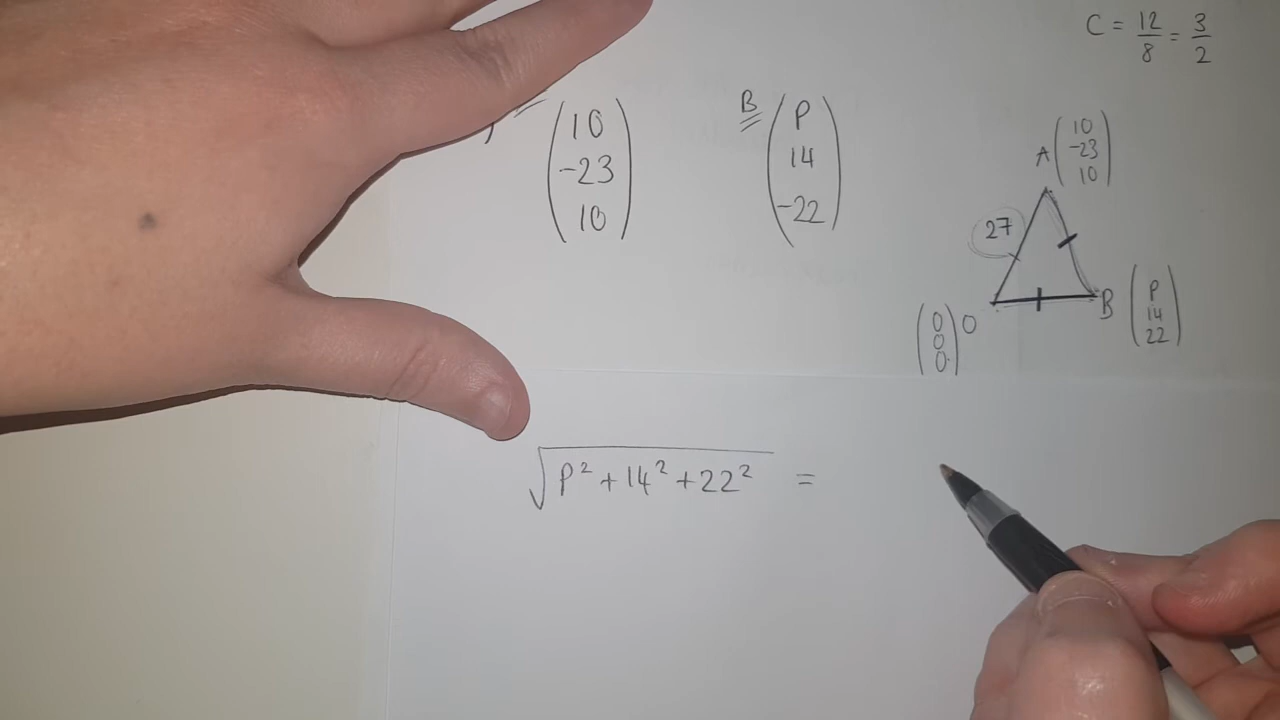 C = 12/8 = 3/2
(10 -23 10)
B (P 14 -22)
A (10 -23 10)
27
B (P 14 22)
(0 0 0) O
√(P² + 14² + 22²) =